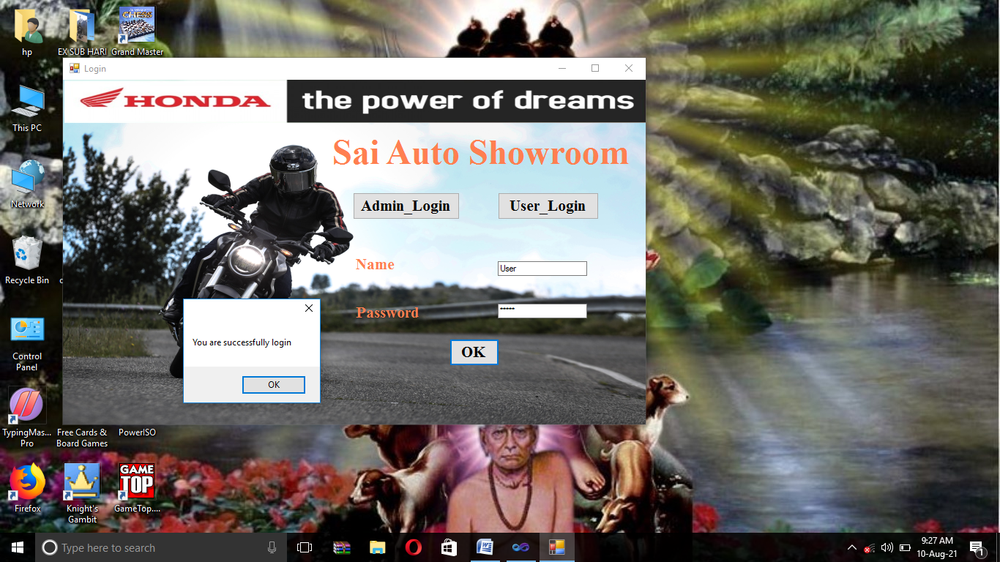 hp
EX SUB HARI
Grand Master
This PC
Network
Recycle Bin
Control
Panel
TypingMas...
Pro
Free Cards &
Board Games
PowerISO
Firefox
Knight's
Gambit
GAME
TOP
GameTop....
CHESS
Login
HONDA
the power of dreams
Sai Auto Showroom
Admin_Login
User_Login
Name
User
Password
*****
OK
You are successfully login
OK
Type here to search
9:27 AM
10-Aug-21
1